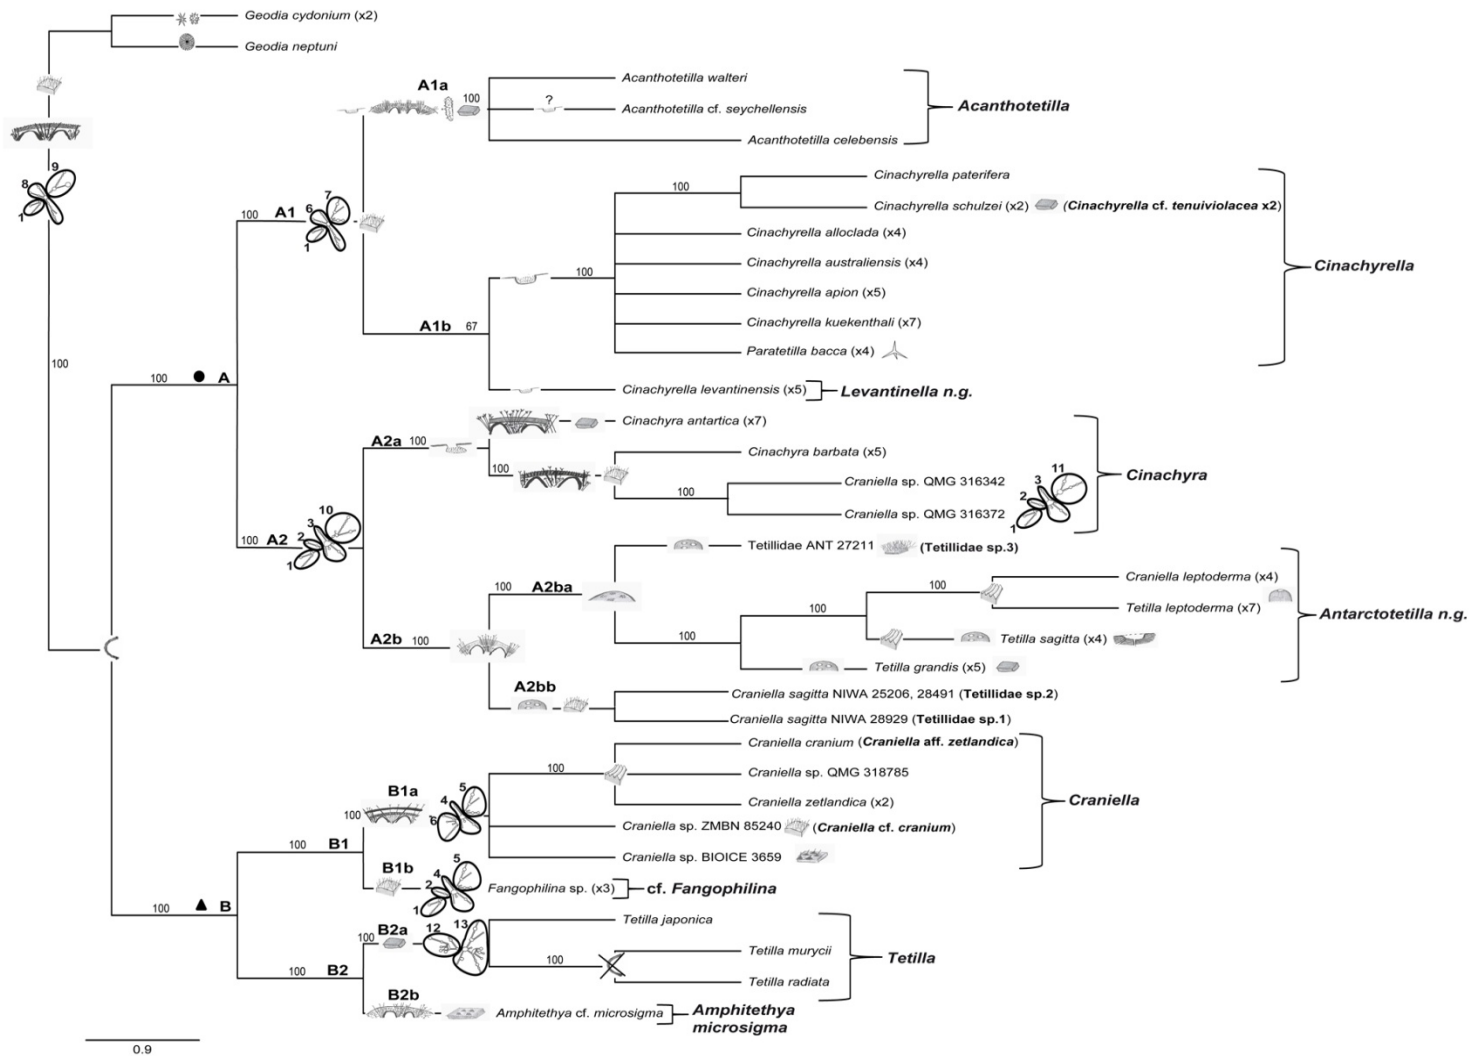 Geodia cydonium (x2)
Geodia neptuni
9
8
1
100
A1a
100
?
Acanthotetilla walteri
Acanthotetilla cf. seychellensis
Acanthotetilla celebensis
Acanthotetilla
100
A1
7
6
1
100
Cinachyrella paterifera
Cinachyrella schulzei (x2) (Cinachyrella cf. tenuiviolacea x2)
Cinachyrella alloclada (x4)
Cinachyrella australiensis (x4)
100
Cinachyrella apion (x5)
Cinachyrella kuekenthali (x7)
Paratetilla bacca (x4)
Cinachyrella
A1b 67
Cinachyrella levantinensis (x5)
Levantinella n.g.
100 A
A2a 100
Cinachyra antartica (x7)
100
Cinachyra barbata (x5)
100
Craniella sp. QMG 316342
Craniella sp. QMG 316372
11
3
2
1
Cinachyra
100 A2
10
3
2
1
A2b 100
100 A2ba
Tetillidae ANT 27211 (Tetillidae sp.3)
100
100
100
Craniella leptoderma (x4)
Tetilla leptoderma (x7)
Tetilla sagitta (x4)
Tetilla grandis (x5)
Antarctotetilla n.g.
A2bb
Craniella sagitta NIWA 25206, 28491 (Tetillidae sp.2)
Craniella sagitta NIWA 28929 (Tetillidae sp.1)
100 B
100 B1
B1a
100
5
4
6
100
Craniella cranium (Craniella aff. zetlandica)
Craniella sp. QMG 318785
Craniella zetlandica (x2)
Craniella sp. ZMBN 85240 (Craniella cf. cranium)
Craniella sp. BIOICE 3659
Craniella
B1b
5
4
2
1
Fangophilina sp. (x3)
cf. Fangophilina
100 B2
B2a
100
12
13
Tetilla japonica
100
Tetilla murycii
Tetilla radiata
Tetilla
B2b
Amphitethya cf. microsigma
Amphitethya
microsigma
0.9